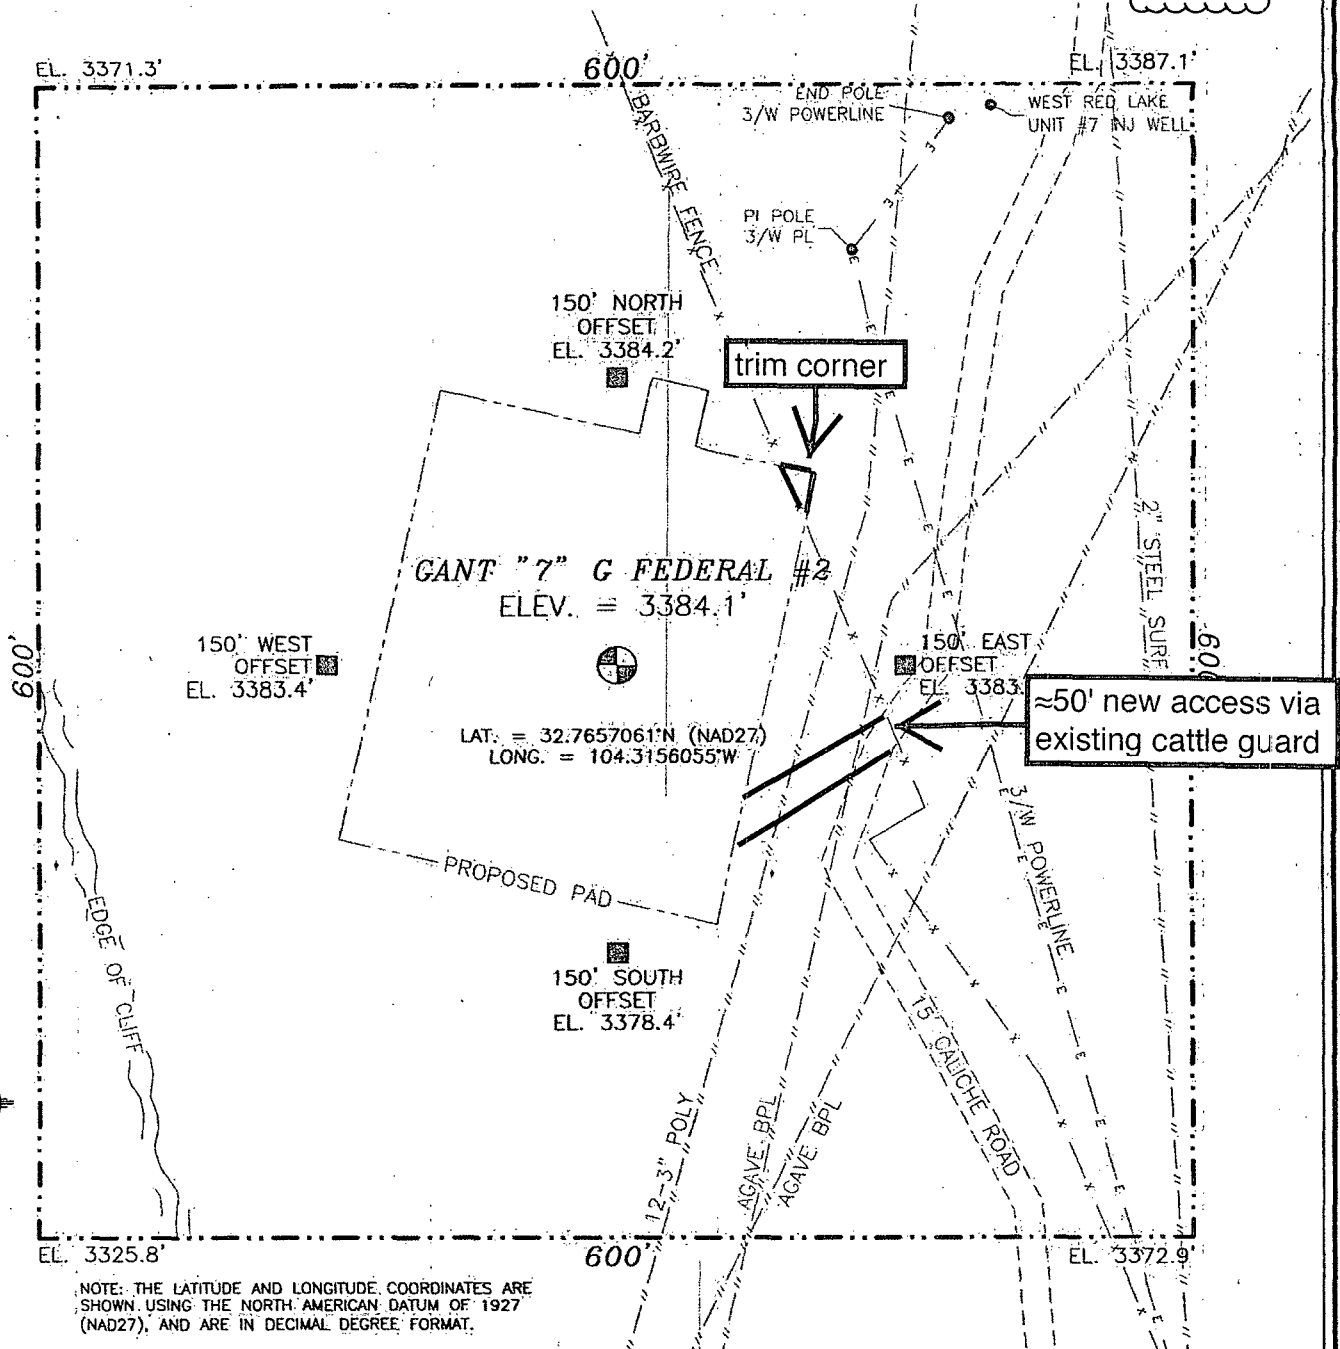 EL. 3371.3'
600'
EL. 3387.1'
END POLE
3/W POWERLINE
WEST RED LAKE
UNIT #7 INJ WELL
BARBWIRE FENCE
PI POLE
3/W PL
150' NORTH
OFFSET
EL. 3384.2'
trim corner
GANT "7" G FEDERAL #2
ELEV. = 3384.1'
2" STEEL SURF
600'
150' WEST
OFFSET
EL. 3383.4'
150' EAST
OFFSET
EL. 3383.
≈50' new access via
existing cattle guard
LAT. = 32.7657061°N (NAD27)
LONG. = 104.3156055°W
3/W POWERLINE
PROPOSED PAD
EDGE OF CLIFF
150' SOUTH
OFFSET
EL. 3378.4'
15' CALICHE ROAD
12-3" POLY
AGAVE BPL
AGAVE BPL
EL. 3325.8'
600'
EL. 3372.9'
NOTE: THE LATITUDE AND LONGITUDE COORDINATES ARE
SHOWN USING THE NORTH AMERICAN DATUM OF 1927
(NAD27), AND ARE IN DECIMAL DEGREE FORMAT.